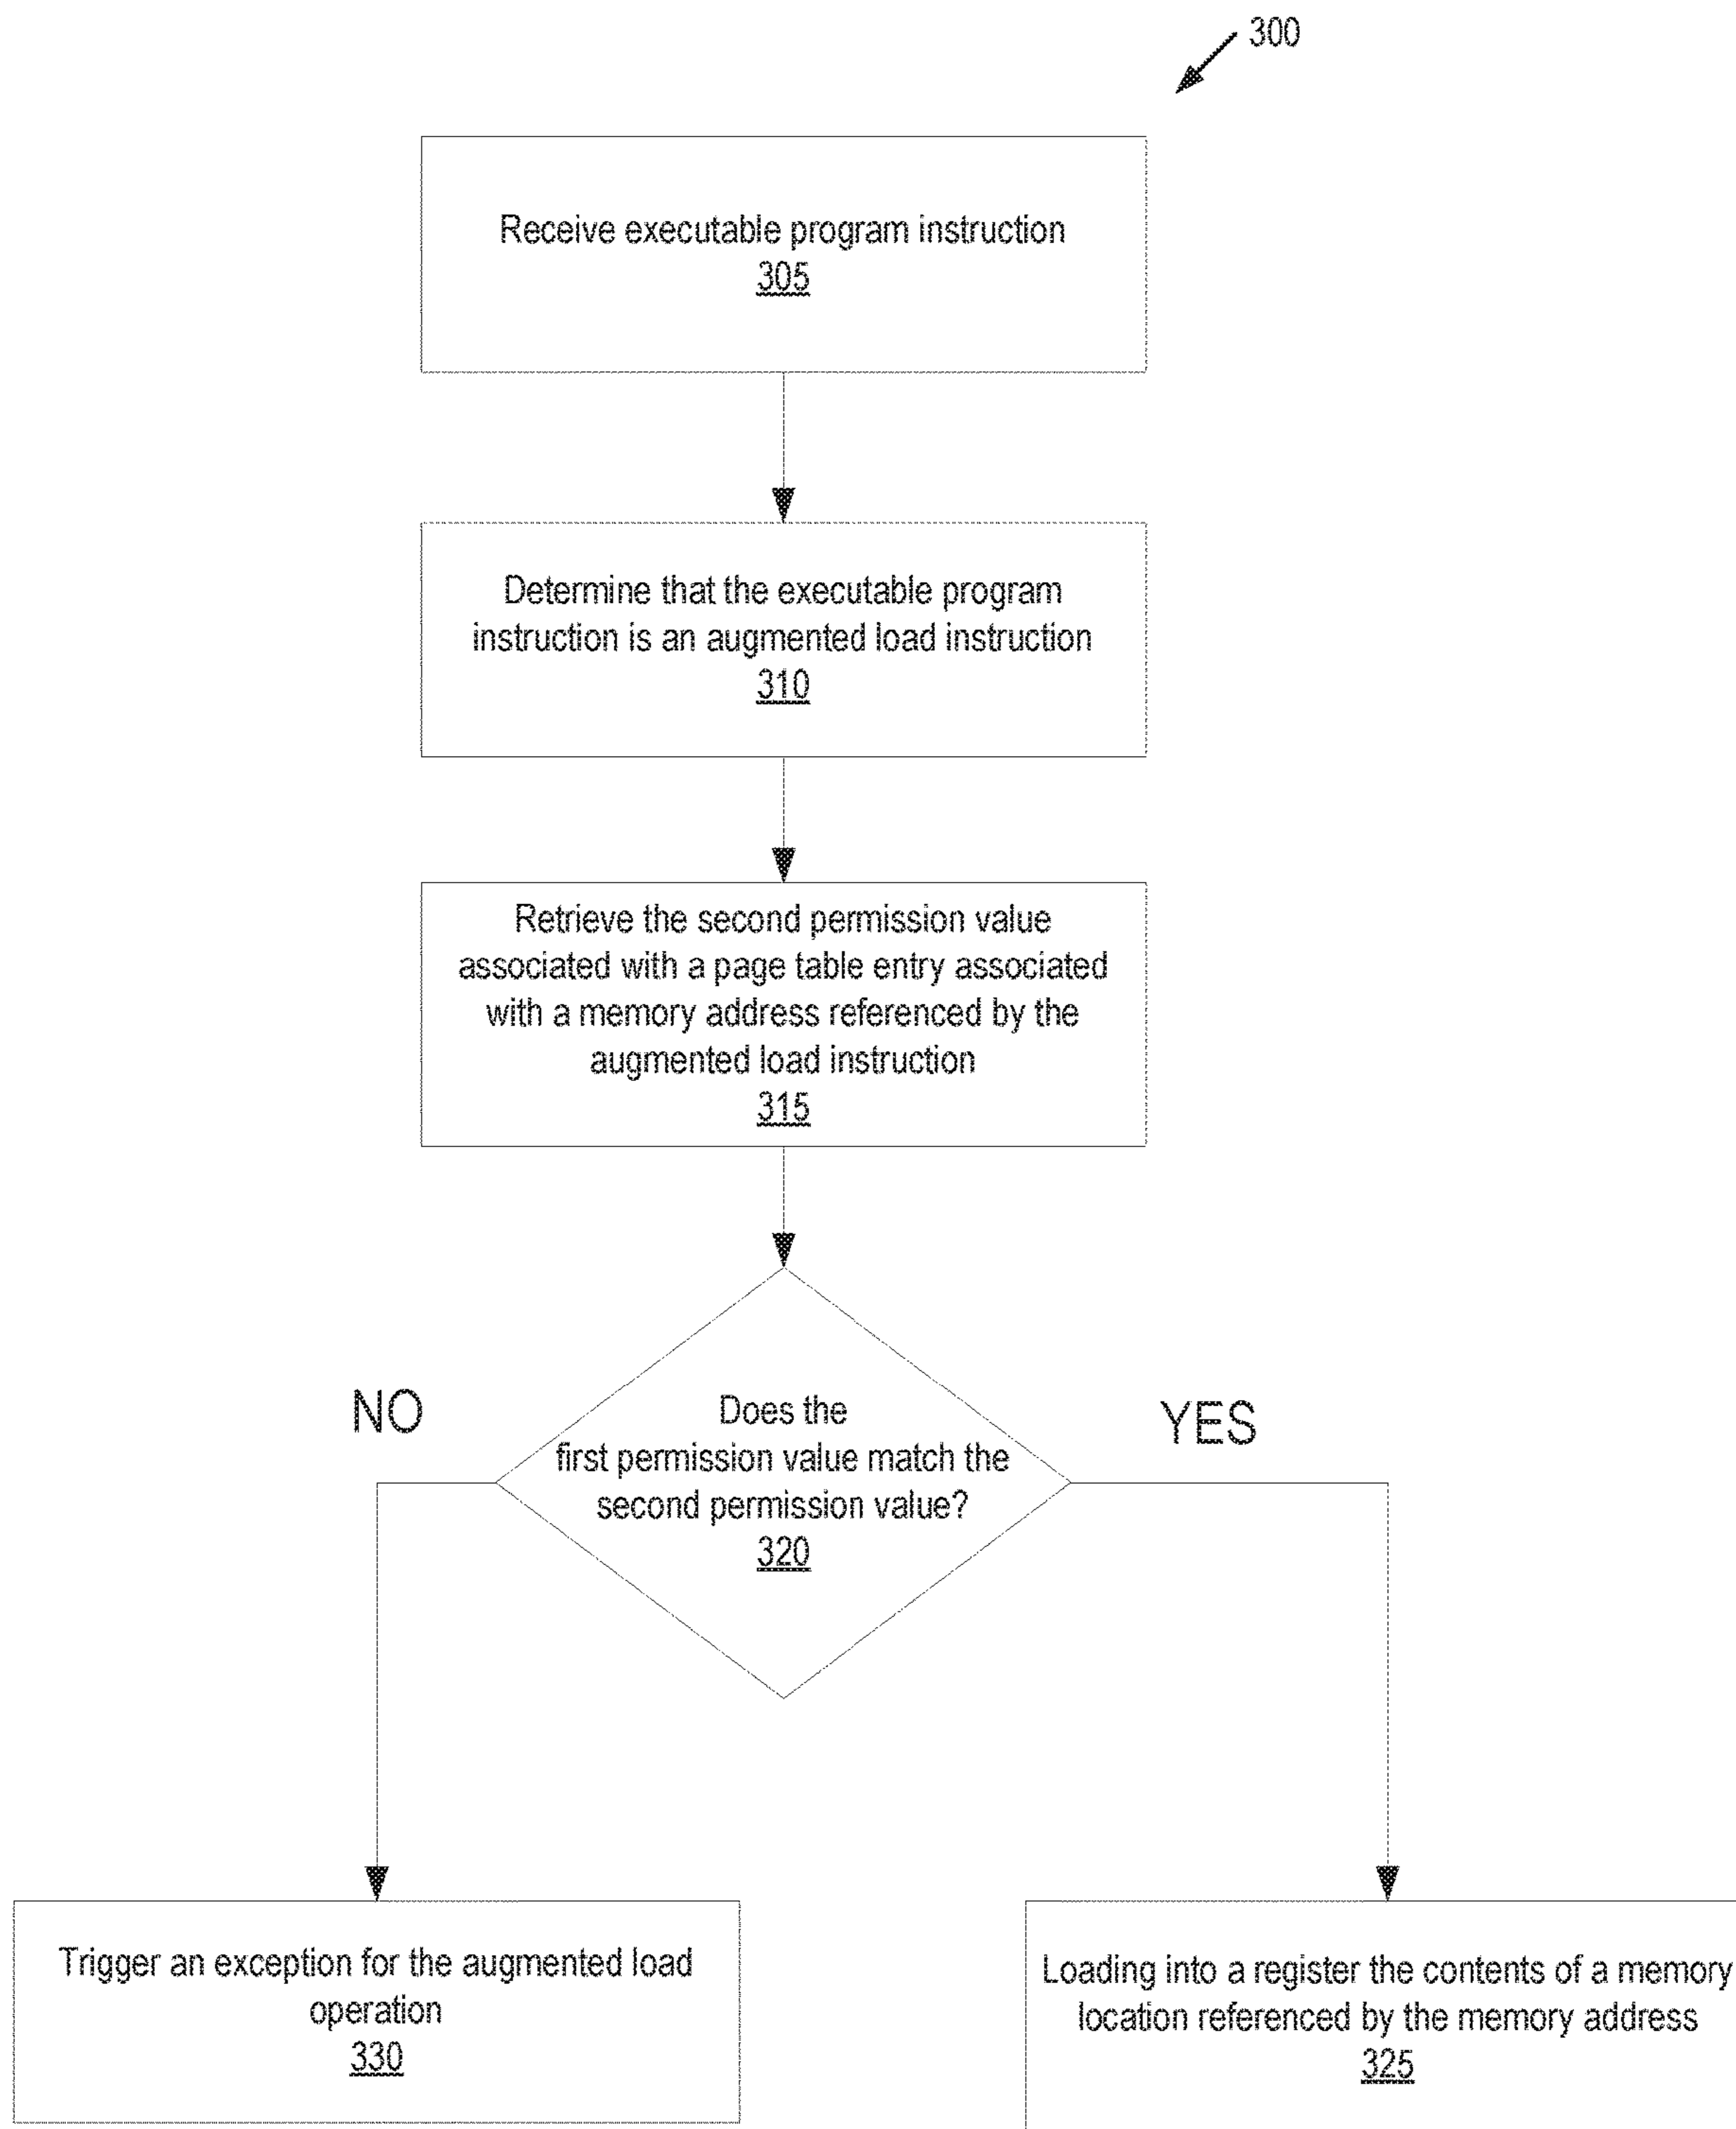 300
Receive executable program instruction
305
Determine that the executable program
instruction is an augmented load instruction
310
Retrieve the second permission value
associated with a page table entry associated
with a memory address referenced by the
augmented load instruction
315
Does the
first permission value match the
second permission value?
320
NO
YES
Trigger an exception for the augmented load
operation
330
Loading into a register the contents of a memory
location referenced by the memory address
325